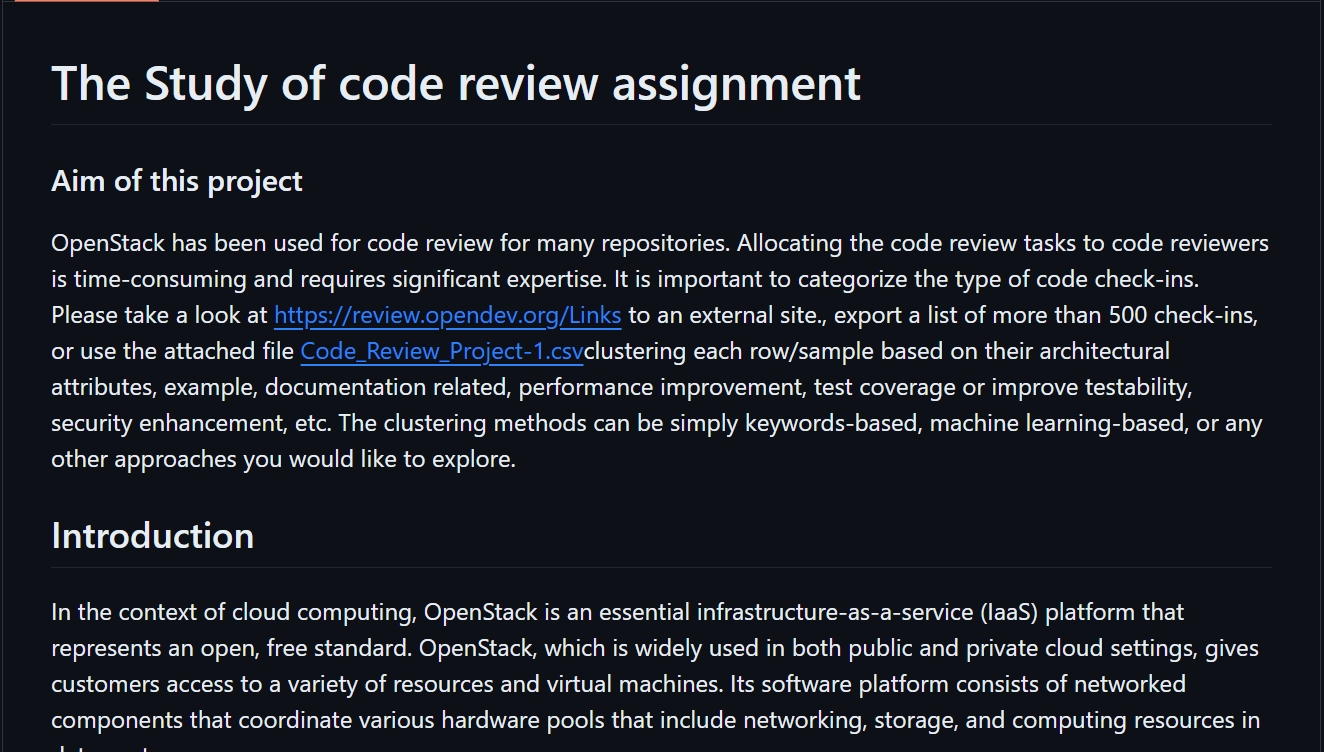 The Study of code review assignment
Aim of this project
OpenStack has been used for code review for many repositories. Allocating the code review tasks to code reviewers
is time-consuming and requires significant expertise. It is important to categorize the type of code check-ins.
Please take a look at https://review.opendev.org/Links to an external site., export a list of more than 500 check-ins,
or use the attached file Code_Review_Project-1.csvclustering each row/sample based on their architectural
attributes, example, documentation related, performance improvement, test coverage or improve testability,
security enhancement, etc. The clustering methods can be simply keywords-based, machine learning-based, or any
other approaches you would like to explore.
Introduction
In the context of cloud computing, OpenStack is an essential infrastructure-as-a-service (IaaS) platform that
represents an open, free standard. OpenStack, which is widely used in both public and private cloud settings, gives
customers access to a variety of resources and virtual machines. Its software platform consists of networked
components that coordinate various hardware pools that include networking, storage, and computing resources in